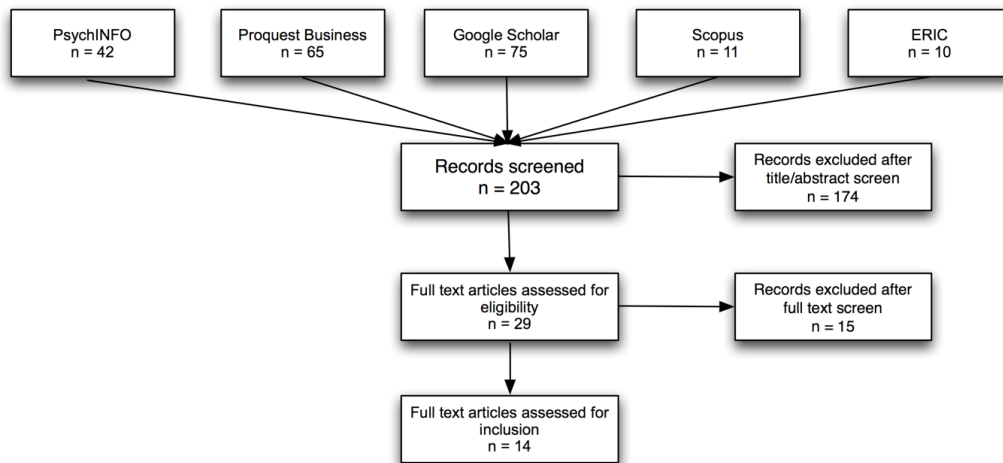 PsychINFO
n = 42
Proquest Business
n = 65
Google Scholar
n = 75
Scopus
n = 11
ERIC
n = 10
Records screened
n = 203
Records excluded after
title/abstract screen
n = 174
Full text articles assessed for
eligibility
n = 29
Records excluded after
full text screen
n = 15
Full text articles assessed for
inclusion
n = 14